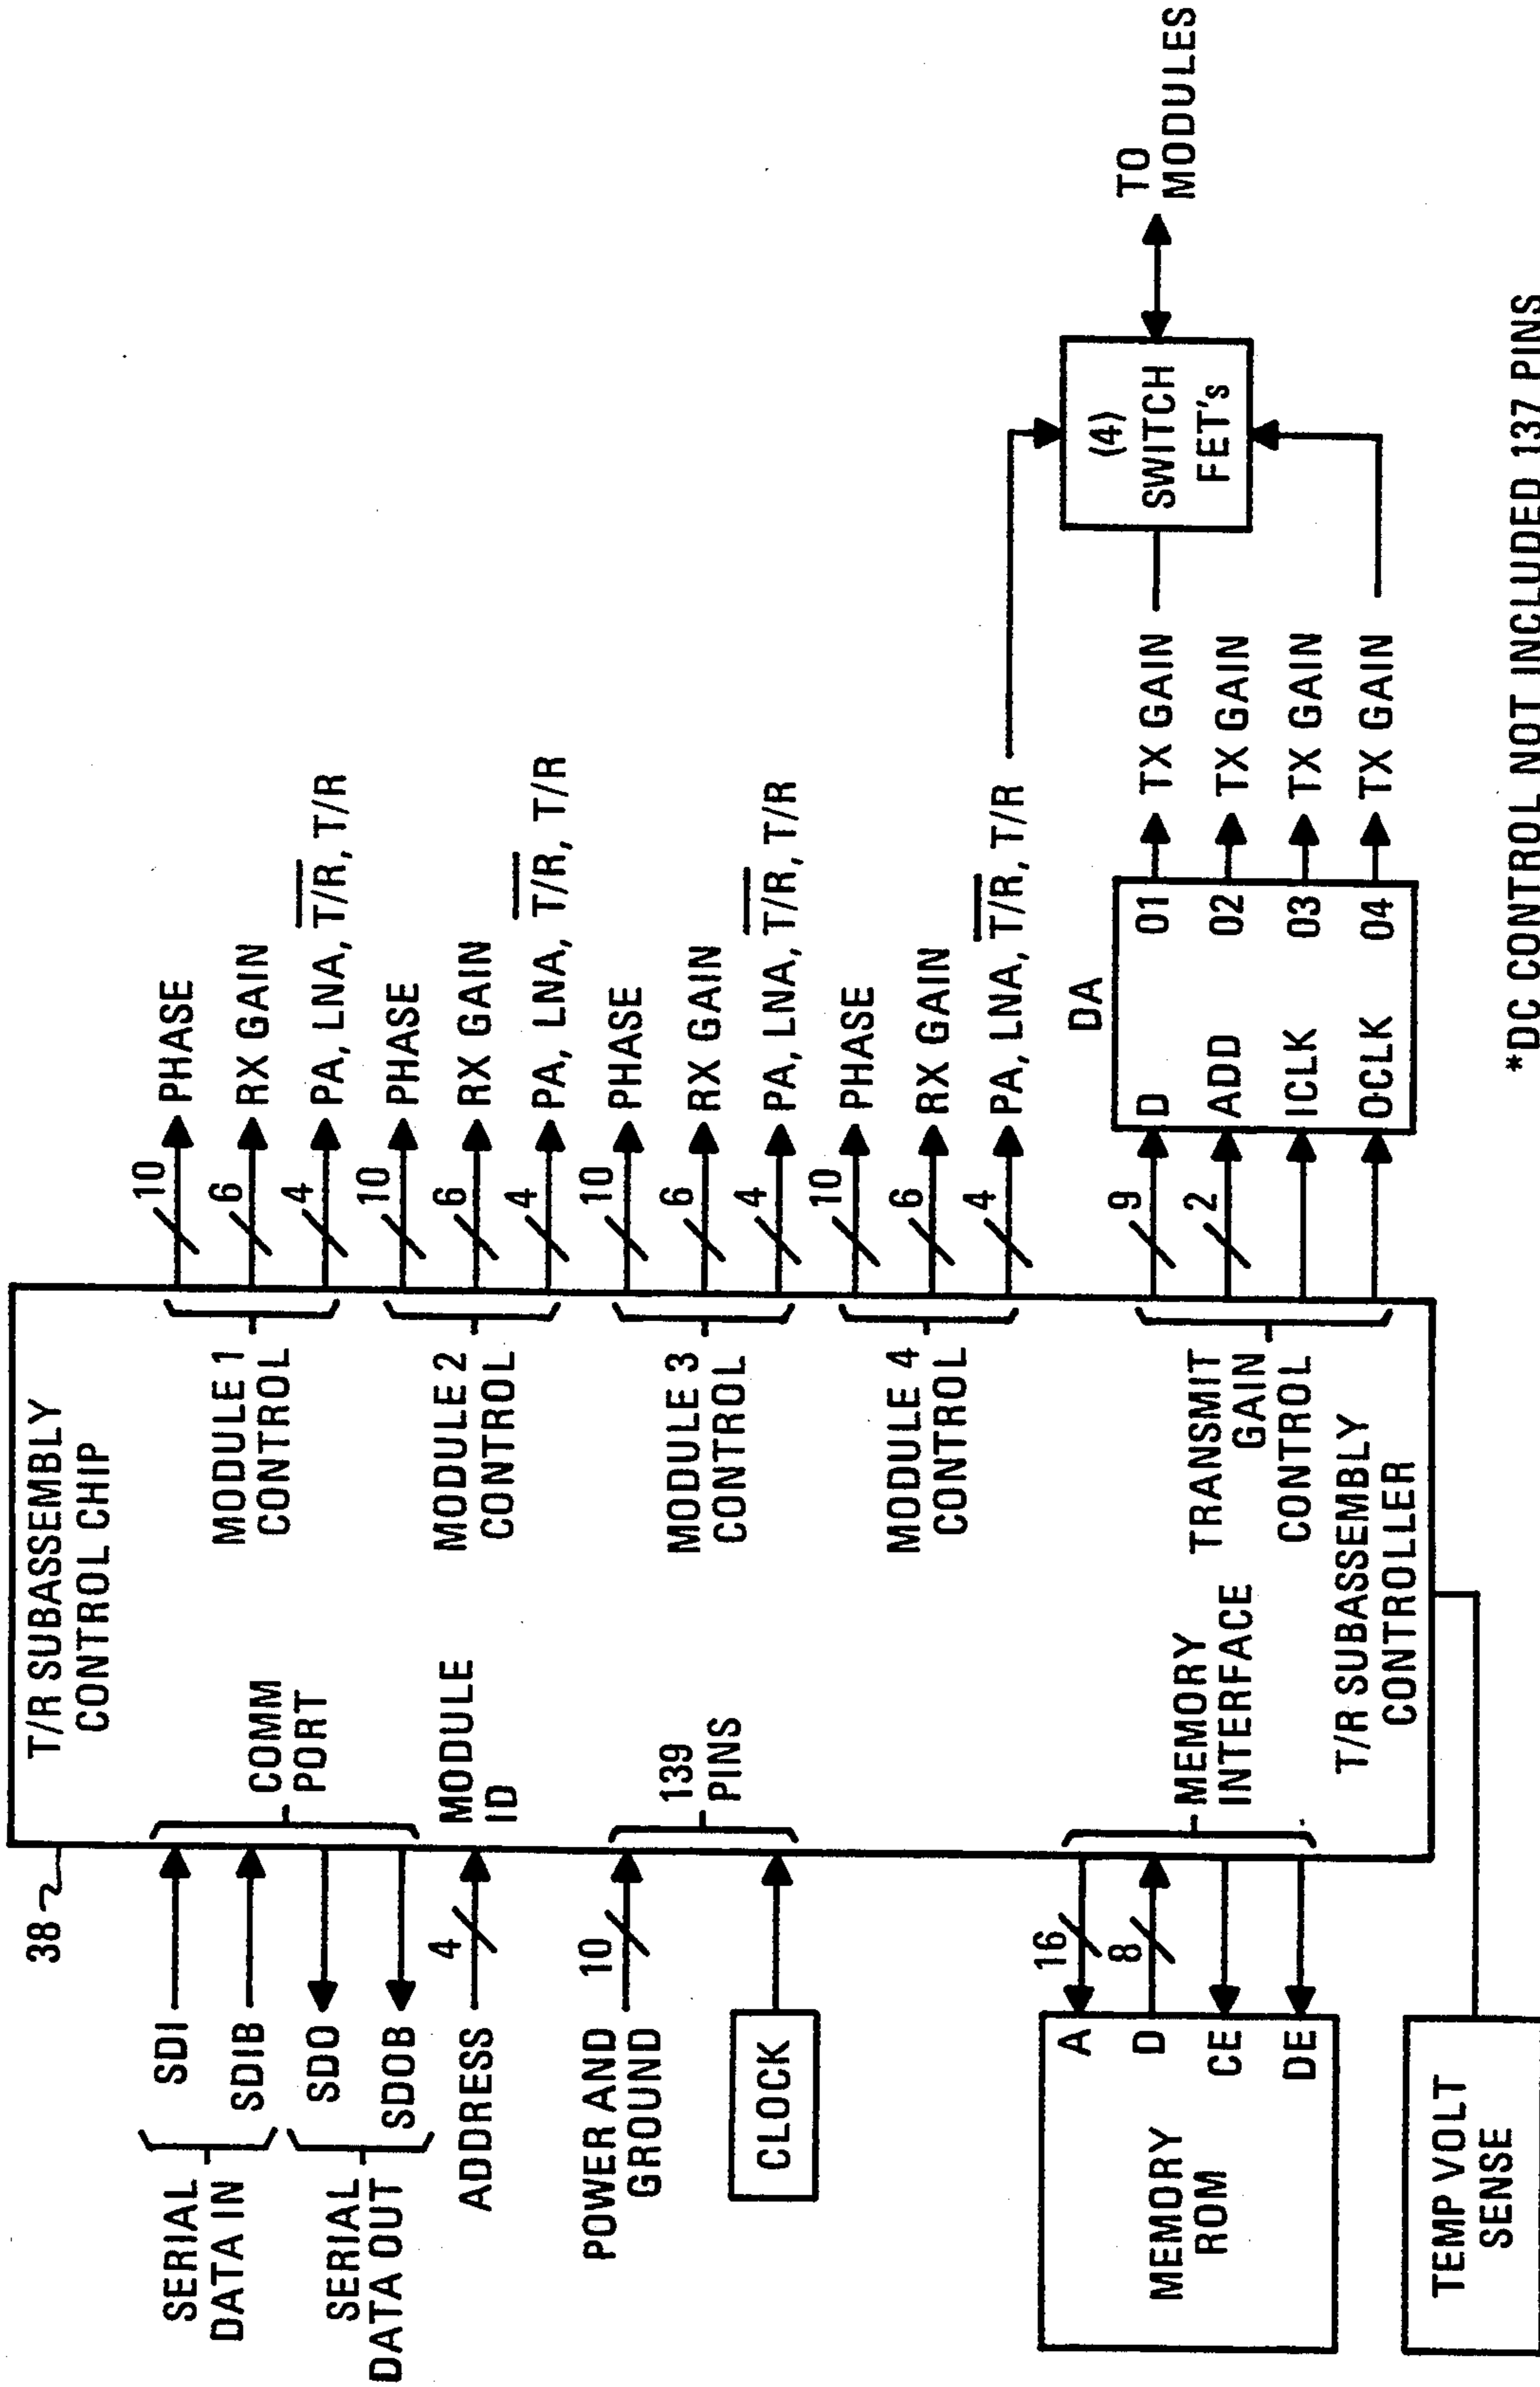 T/R SUBASSEMBLY
CONTROL CHIP
38
SERIAL
DATA IN
SDI
SDIB
SERIAL
DATA OUT
SDO
SDOB
COMM
PORT
ADDRESS
4
MODULE
ID
POWER AND
GROUND
10
139
PINS
CLOCK
MEMORY
ROM
A
D
CE
DE
16
8
MEMORY
INTERFACE
TEMP VOLT
SENSE
T/R SUBASSEMBLY
CONTROLLER
MODULE 1
CONTROL
10
PHASE
6
RX GAIN
4
PA, LNA, T/R, T/R
MODULE 2
CONTROL
10
PHASE
6
RX GAIN
4
PA, LNA, T/R, T/R
MODULE 3
CONTROL
10
PHASE
6
RX GAIN
4
PA, LNA, T/R, T/R
MODULE 4
CONTROL
10
PHASE
6
RX GAIN
4
PA, LNA, T/R, T/R
TRANSMIT
GAIN
CONTROL
9
2
DA
D 01
ADD 02
ICLK 03
OCLK 04
TX GAIN
TX GAIN
TX GAIN
TX GAIN
(4)
SWITCH
FET's
TO
MODULES
*DC CONTROL NOT INCLUDED 137 PINS